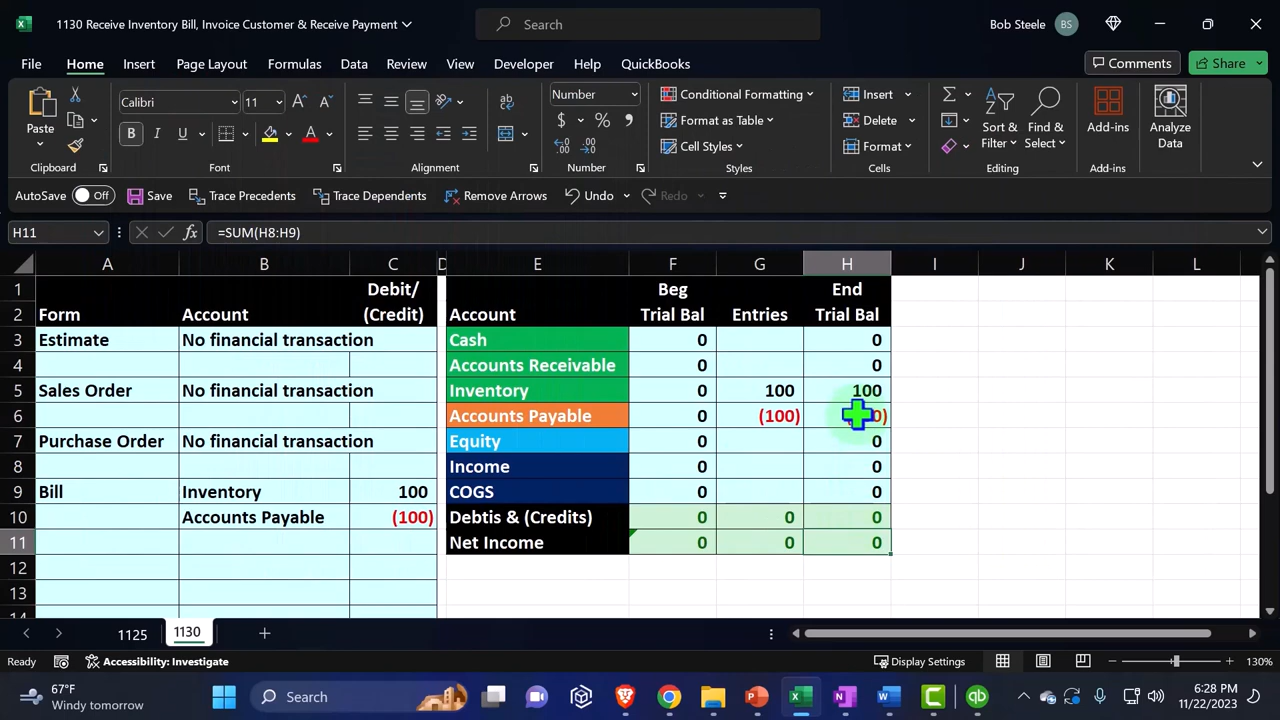 1130 Receive Inventory Bill, Invoice Customer & Receive Payment
Search
Bob Steele
BS
File
Home
Insert
Page Layout
Formulas
Data
Review
View
Developer
Help
QuickBooks
Comments
Share
Paste
Calibri
11
B
I
U
Number
Conditional Formatting
Format as Table
Cell Styles
Insert
Delete
Format
Sort &
Filter
Find &
Select
Add-ins
Analyze
Data
Clipboard
Font
Alignment
Number
Styles
Cells
Editing
Add-ins
AutoSave
Off
Save
Trace Precedents
Trace Dependents
Remove Arrows
Undo
Redo
H11
fx
=SUM(H8:H9)
A B C D E F G H I J K L
1 Debit/ Beg End
2 Form Account (Credit) Account Trial Bal Entries Trial Bal
3 Estimate No financial transaction Cash 0 0
4 Accounts Receivable 0 0
5 Sales Order No financial transaction Inventory 0 100 100
6 Accounts Payable 0 (100) 0)
7 Purchase Order No financial transaction Equity 0 0
8 Income 0 0
9 Bill Inventory 100 COGS 0 0
10 Accounts Payable (100) Debtis & (Credits) 0 0 0
11 Net Income 0 0 0
12
13
1125
1130
Ready
Accessibility: Investigate
Display Settings
130%
67°F
Windy tomorrow
Search
6:28 PM
11/22/2023